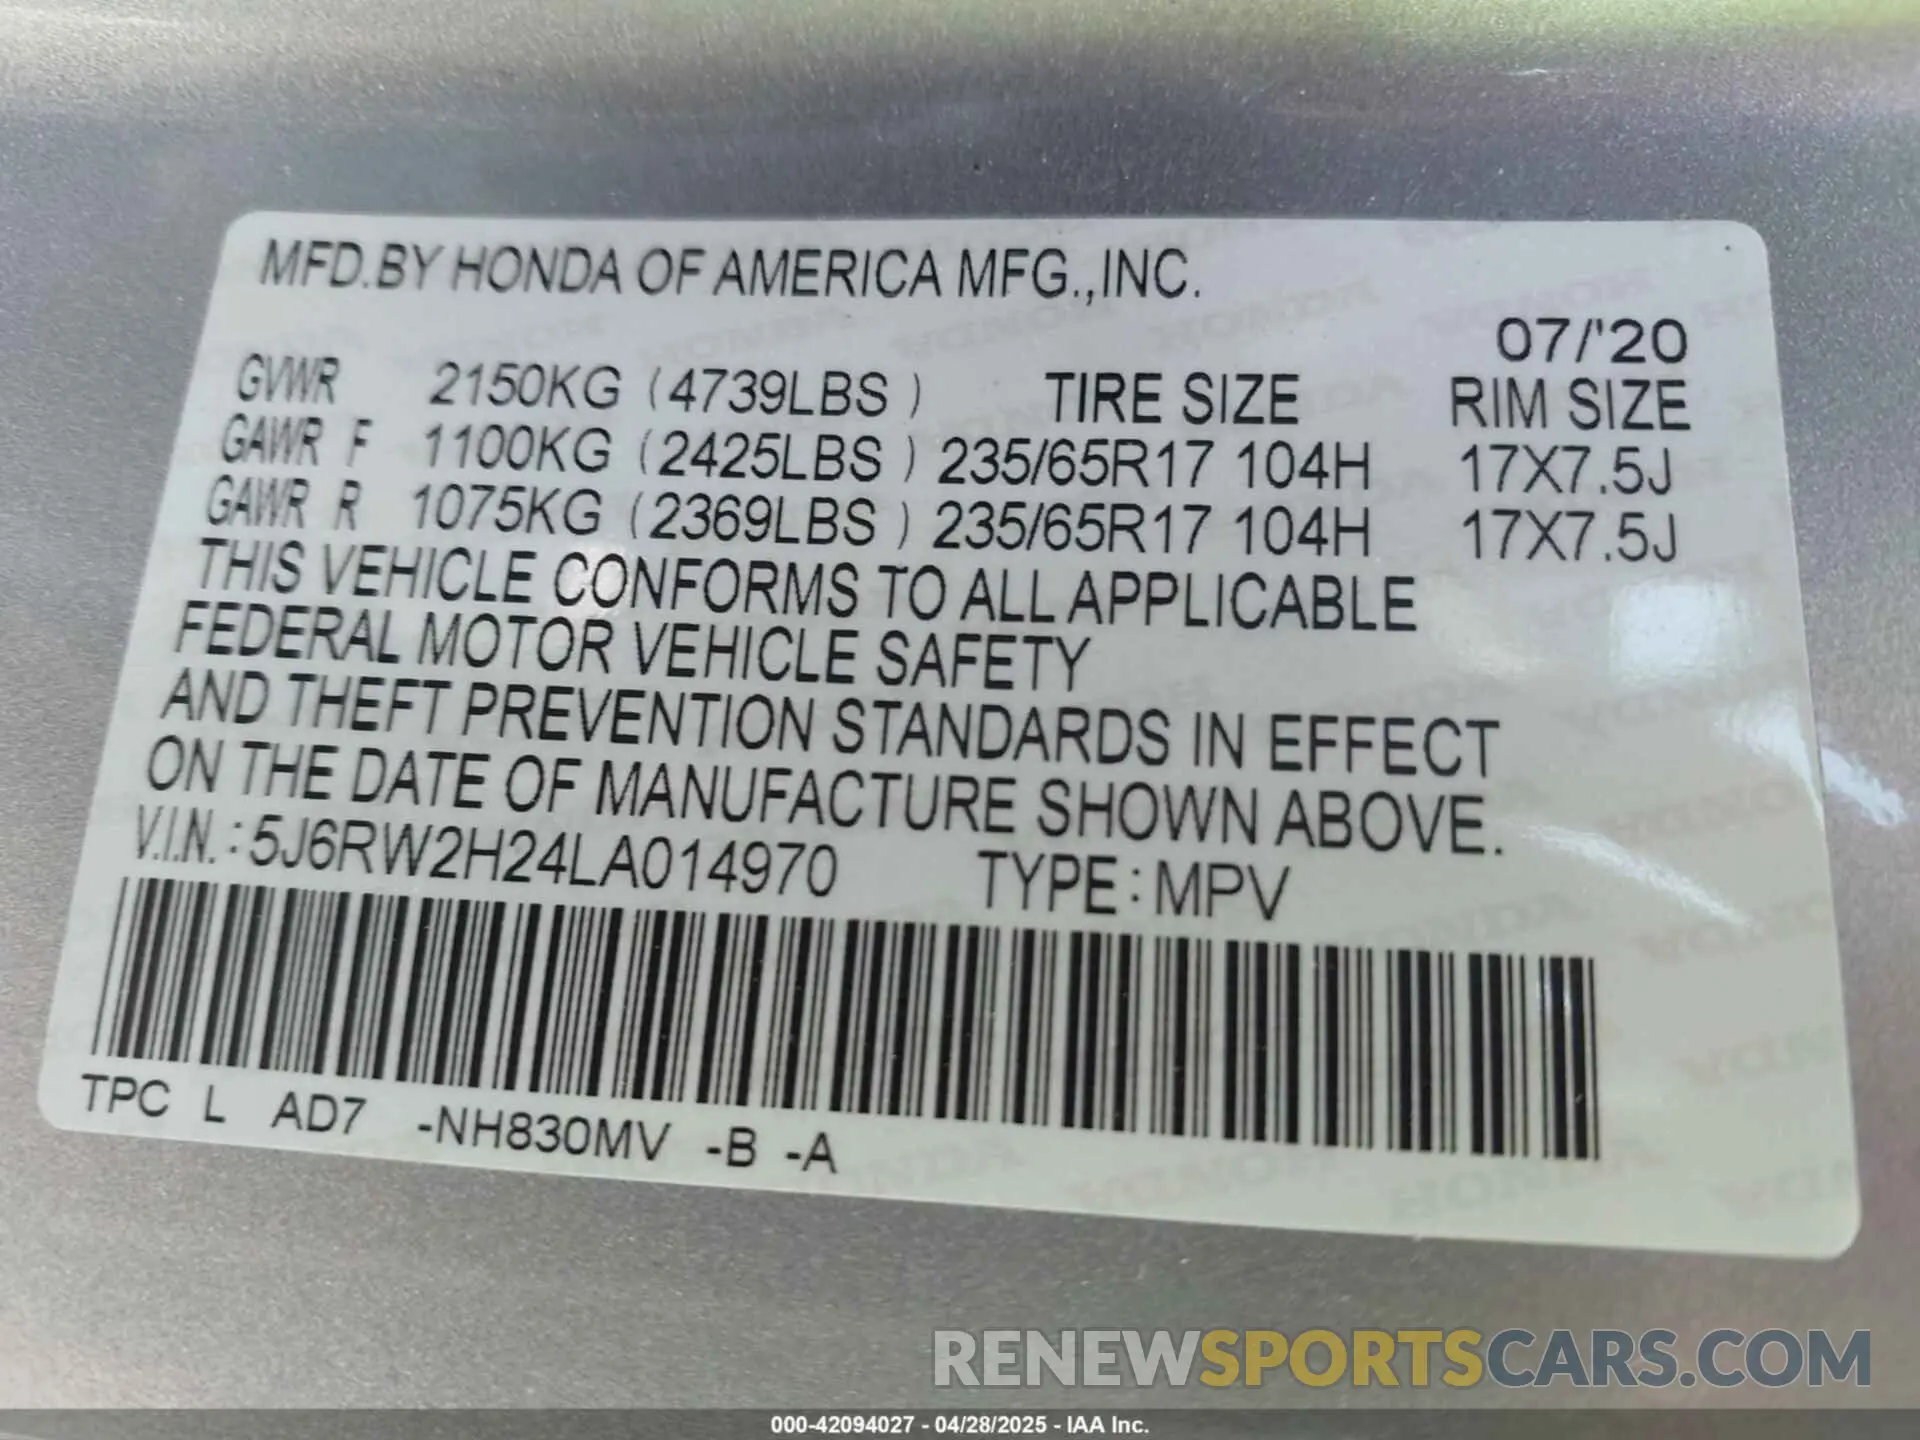 MFD.BY HONDA OF AMERICA MFG.,INC.
07/'20
GVWR 2150KG (4739LBS ) TIRE SIZE RIM SIZE
GAWR F 1100KG (2425LBS ) 235/65R17 104H 17X7.5J
GAWR R 1075KG (2369LBS ) 235/65R17 104H 17X7.5J
THIS VEHICLE CONFORMS TO ALL APPLICABLE
FEDERAL MOTOR VEHICLE SAFETY
AND THEFT PREVENTION STANDARDS IN EFFECT
ON THE DATE OF MANUFACTURE SHOWN ABOVE.
V.I.N.: 5J6RW2H24LA014970 TYPE: MPV
TPC L AD7 -NH830MV -B -A
RENEWSPORTSCARS.COM
000-42094027 - 04/28/2025 - IAA Inc.